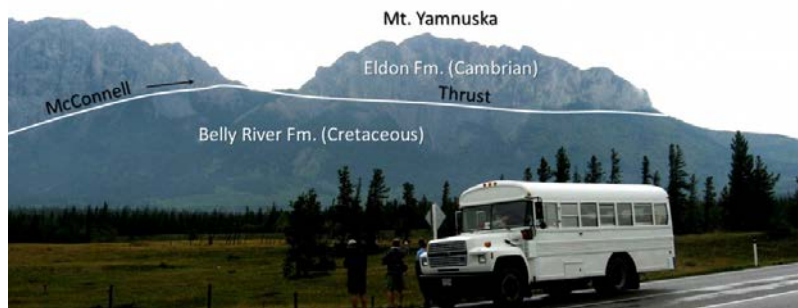 Mt. Yamnuska
Eldon Fm. (Cambrian)
McConnell
Thrust
Belly River Fm. (Cretaceous)